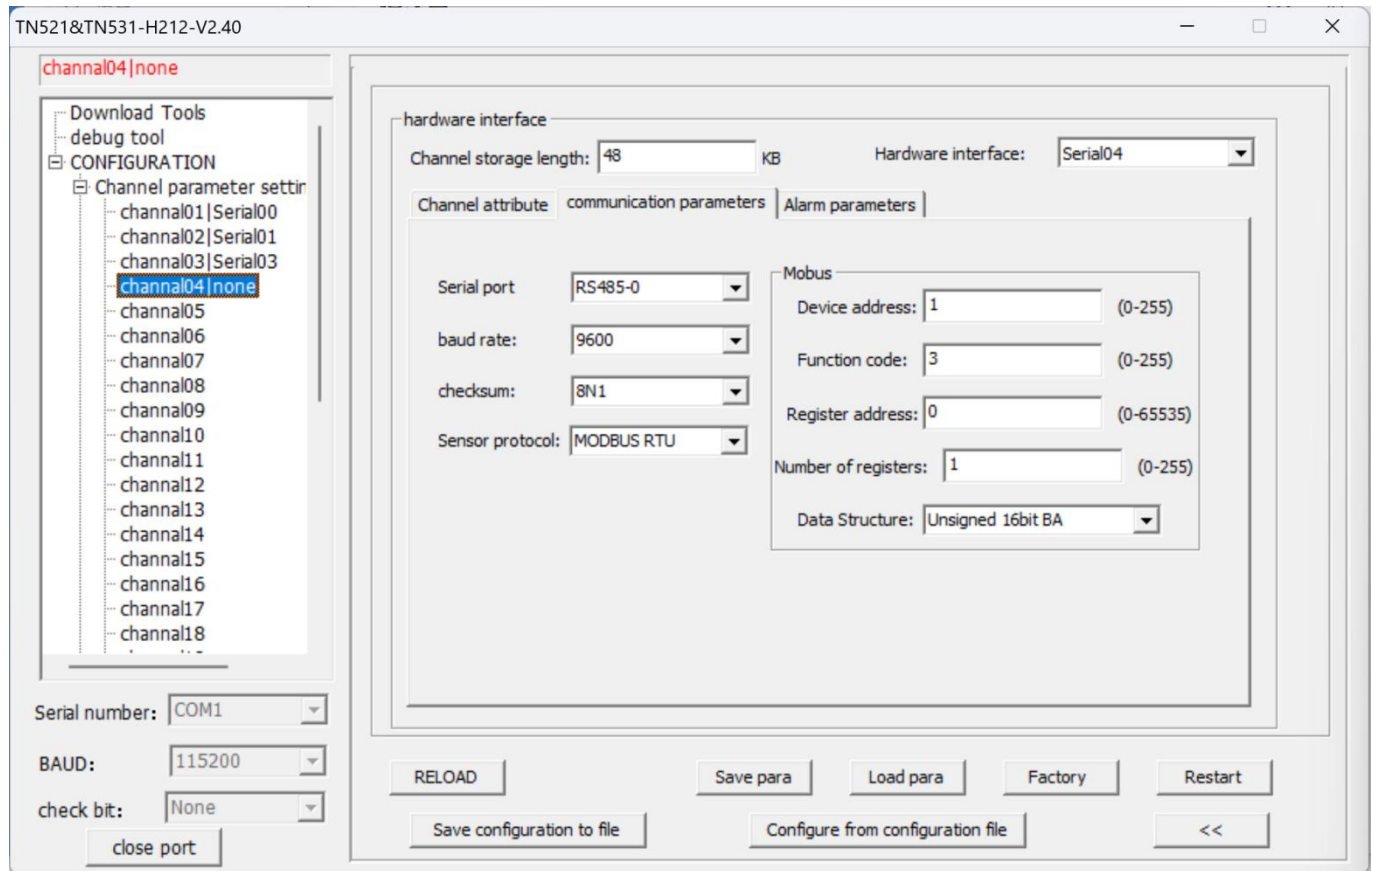 TN521&TN531-H212-V2.40
channal04|none
Download Tools
debug tool
CONFIGURATION
Channel parameter settin
channal01|Serial00
channal02|Serial01
channal03|Serial03
channal04|none
channal05
channal06
channal07
channal08
channal09
channal10
channal11
channal12
channal13
channal14
channal15
channal16
channal17
channal18
Serial number: COM1
BAUD: 115200
check bit: None
close port
hardware interface
Channel storage length: 48 KB Hardware interface: Serial04
Channel attribute communication parameters Alarm parameters
Serial port RS485-0
baud rate: 9600
checksum: 8N1
Sensor protocol: MODBUS RTU
Mobus
Device address: 1 (0-255)
Function code: 3 (0-255)
Register address: 0 (0-65535)
Number of registers: 1 (0-255)
Data Structure: Unsigned 16bit BA
RELOAD Save para Load para Factory Restart
Save configuration to file Configure from configuration file <<